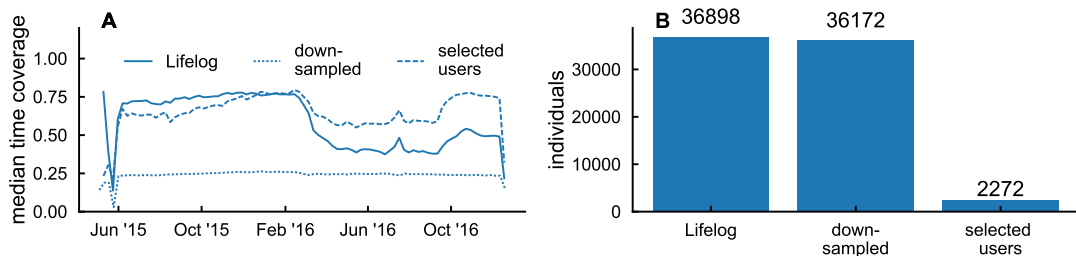 A
median time coverage
1.00
0.75
0.50
0.25
0.00
Lifelog
down-
sampled
selected
users
Jun '15
Oct '15
Feb '16
Jun '16
Oct '16
B
individuals
30000
20000
10000
0
36898
36172
2272
Lifelog
down-
sampled
selected
users